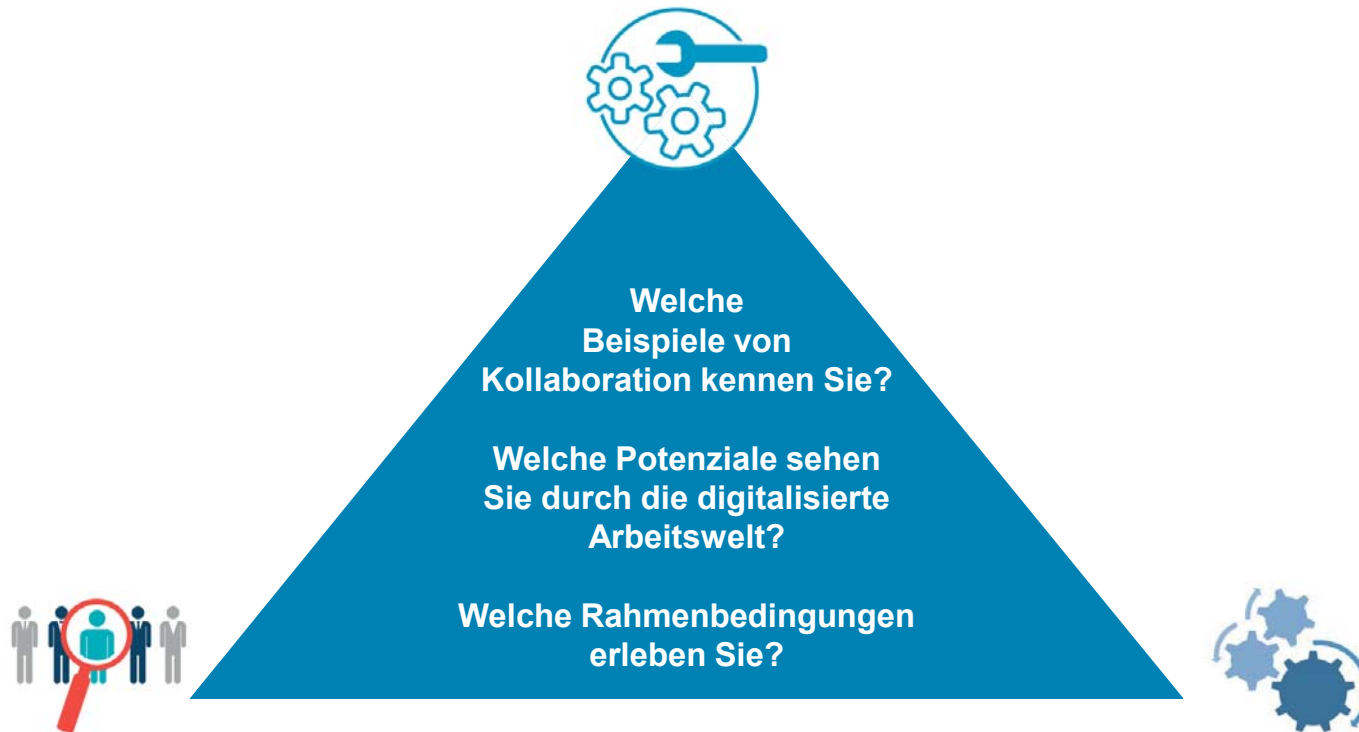 Welche
Beispiele von
Kollaboration kennen Sie?
Welche Potenziale sehen
Sie durch die digitalisierte
Arbeitswelt?
Welche Rahmenbedingungen
erleben Sie?